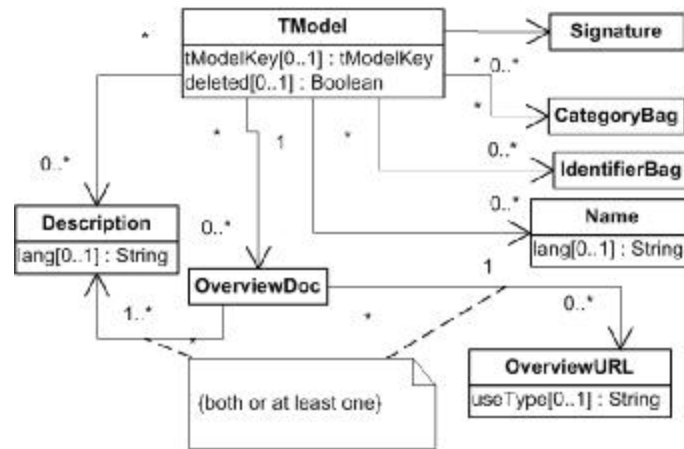 TModel
tModelKey[0..1] : tModelKey
deleted[0..1] : Boolean
Signature
*
*
0..*
CategoryBag
*
*
1
*
0..*
IdentifierBag
0..*
0..*
0..*
Name
lang[0..1] : String
Description
lang[0..1] : String
OverviewDoc
1
1..*
*
0..*
*
OverviewURL
useType[0..1] : String
{both or at least one}